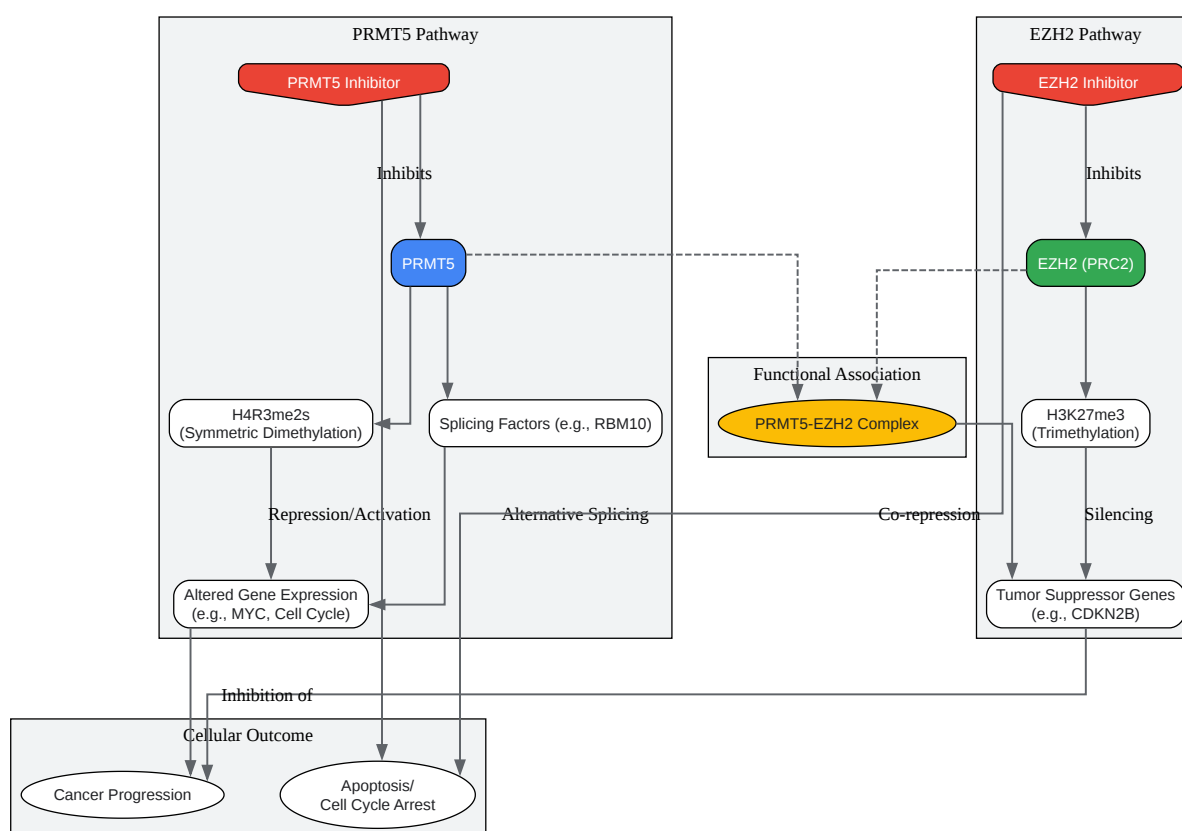 PRMT5 Pathway
EZH2 Pathway
PRMT5 Inhibitor
EZH2 Inhibitor
Inhibits
Inhibits
PRMT5
EZH2 (PRC2)
Functional Association
H4R3me2s
(Symmetric Dimethylation)
Splicing Factors (e.g., RBM10)
PRMT5-EZH2 Complex
H3K27me3
(Trimethylation)
Repression/Activation
Alternative Splicing
Co-repression
Silencing
Altered Gene Expression
(e.g., MYC, Cell Cycle)
Tumor Suppressor Genes
(e.g., CDKN2B)
Inhibition of
Cellular Outcome
Cancer Progression
Apoptosis/
Cell Cycle Arrest